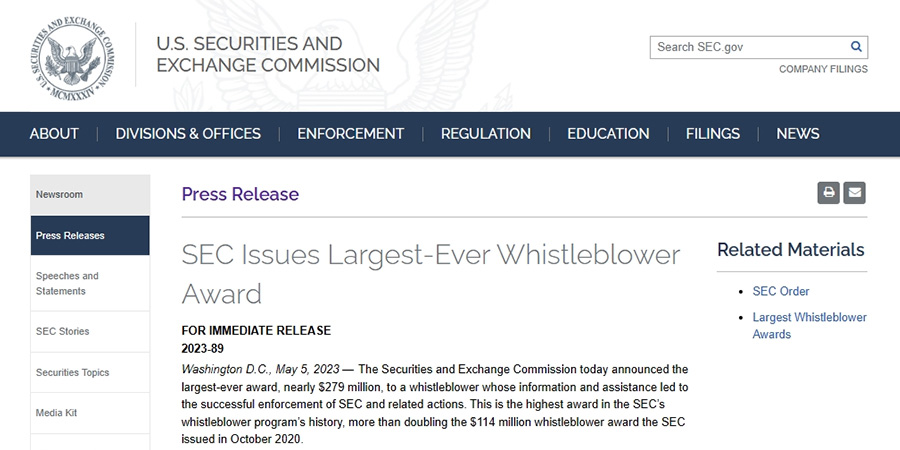 U.S. SECURITIES AND EXCHANGE COMMISSION
MCMXXXIV
U.S. SECURITIES AND
EXCHANGE COMMISSION
Search SEC.gov
COMPANY FILINGS
ABOUT
DIVISIONS & OFFICES
ENFORCEMENT
REGULATION
EDUCATION
FILINGS
NEWS
Newsroom
Press Releases
Speeches and
Statements
SEC Stories
Securities Topics
Media Kit
Press Release
SEC Issues Largest-Ever Whistleblower
Award
FOR IMMEDIATE RELEASE
2023-89
Washington D.C., May 5, 2023 — The Securities and Exchange Commission today announced the
largest-ever award, nearly $279 million, to a whistleblower whose information and assistance led to
the successful enforcement of SEC and related actions. This is the highest award in the SEC's
whistleblower program's history, more than doubling the $114 million whistleblower award the SEC
issued in October 2020.
Related Materials
SEC Order
Largest Whistleblower
Awards